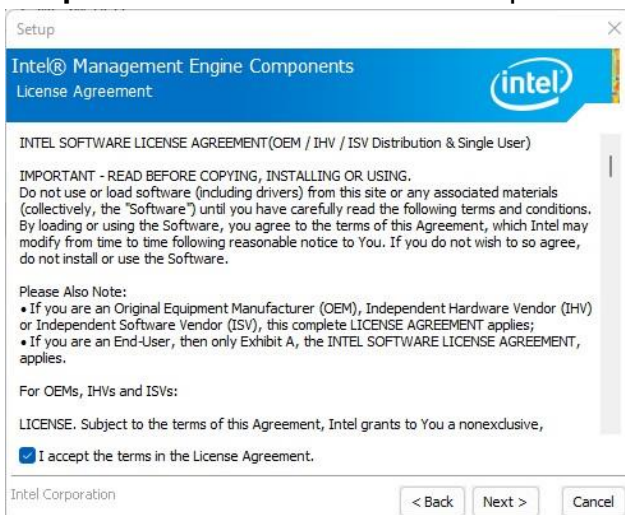 Setup
Intel® Management Engine Components
License Agreement
intel
INTEL SOFTWARE LICENSE AGREEMENT(OEM / IHV / ISV Distribution & Single User)
IMPORTANT - READ BEFORE COPYING, INSTALLING OR USING.
Do not use or load software (including drivers) from this site or any associated materials
(collectively, the "Software") until you have carefully read the following terms and conditions.
By loading or using the Software, you agree to the terms of this Agreement, which Intel may
modify from time to time following reasonable notice to You. If you do not wish to so agree,
do not install or use the Software.
Please Also Note:
• If you are an Original Equipment Manufacturer (OEM), Independent Hardware Vendor (IHV)
or Independent Software Vendor (ISV), this complete LICENSE AGREEMENT applies;
• If you are an End-User, then only Exhibit A, the INTEL SOFTWARE LICENSE AGREEMENT,
applies.
For OEMs, IHVs and ISVs:
LICENSE. Subject to the terms of this Agreement, Intel grants to You a nonexclusive,
I accept the terms in the License Agreement.
Intel Corporation
< Back Next > Cancel